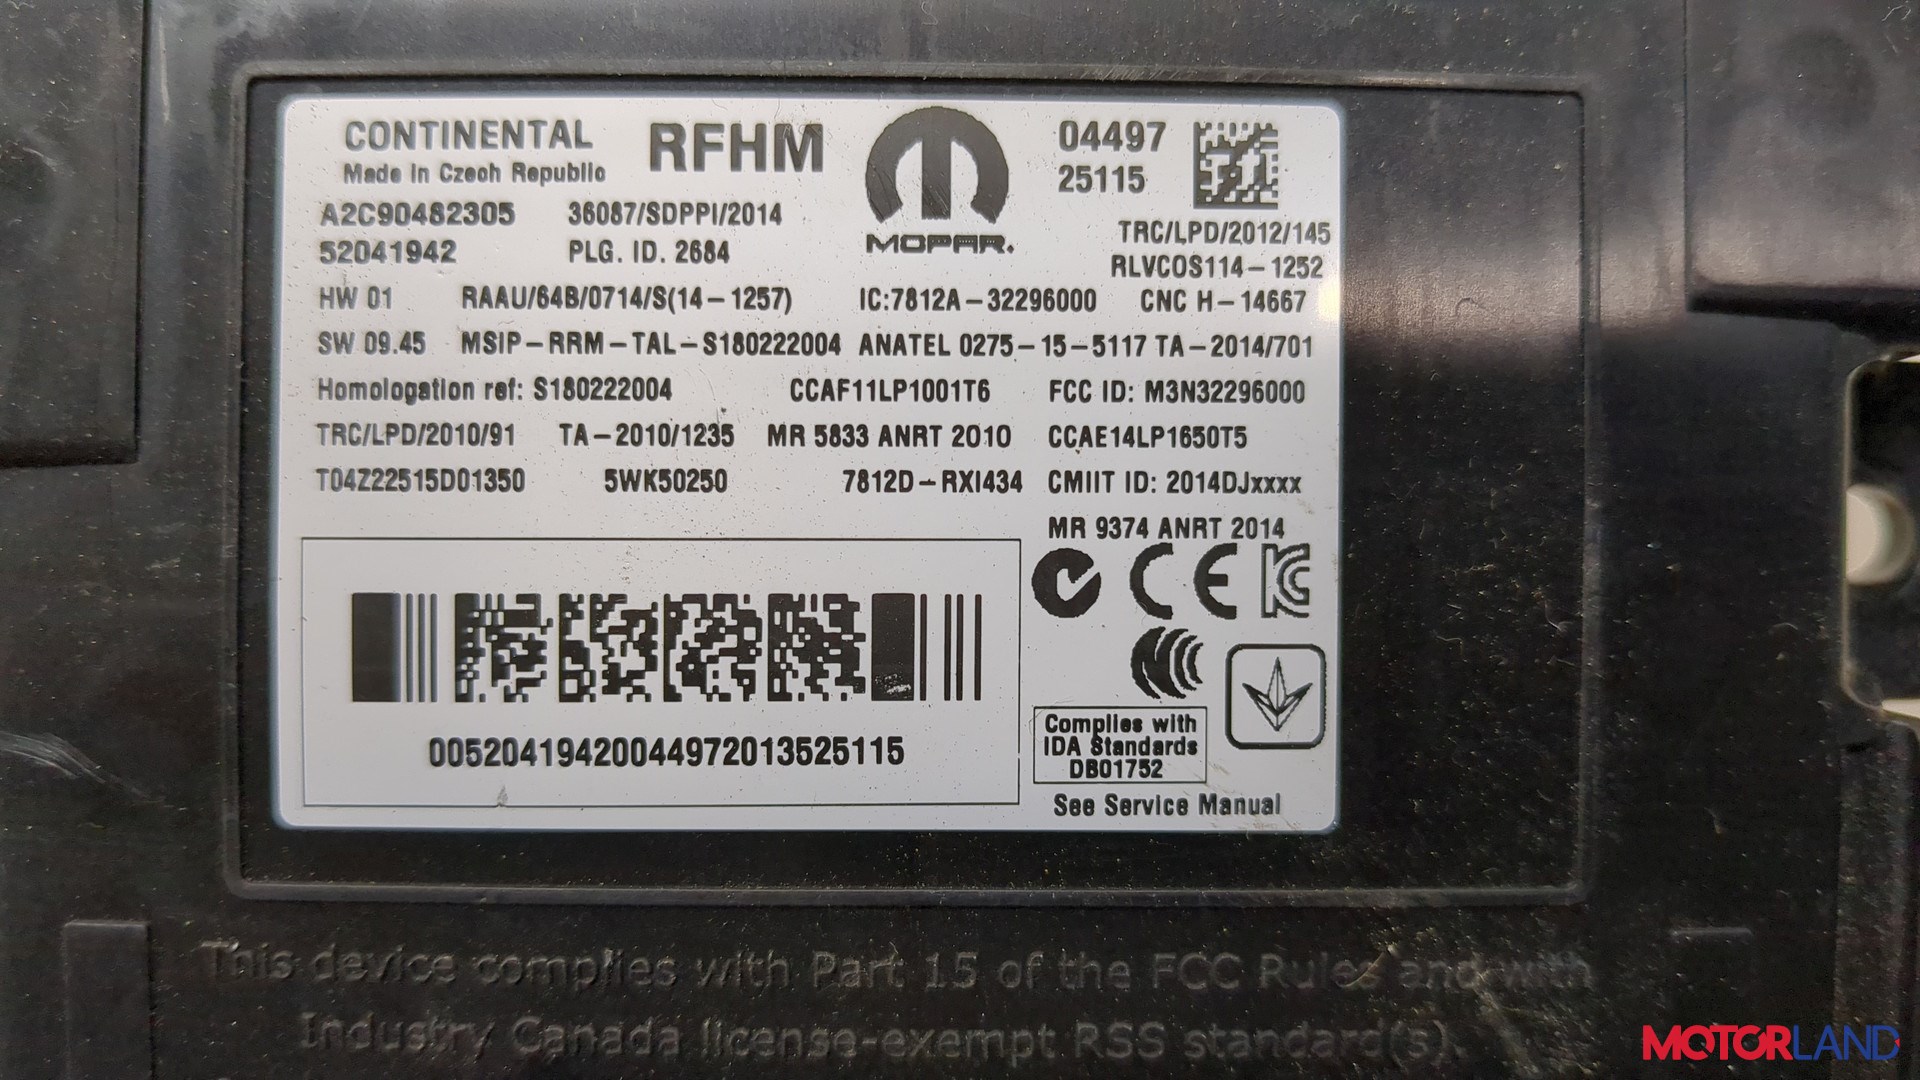 CONTINENTAL
Made in Czech Republic
RFHM
MOPAR.
04497
25115
A2C90482305 36087/SDPPI/2014
52041942 PLG. ID. 2684
TRC/LPD/2012/145
RLVCOS114-1252
HW 01 RAAU/64B/0714/S(14-1257) IC:7812A-32296000 CNC H-14667
SW 09.45 MSIP-RRM-TAL-S180222004 ANATEL 0275-15-5117 TA-2014/701
Homologation ref: S180222004 CCAF11LP1001T6 FCC ID: M3N32296000
TRC/LPD/2010/91 TA-2010/1235 MR 5833 ANRT 2010 CCAE14LP1650T5
T04Z22515D01350 5WK50250 7812D-RXI434 CMIIT ID: 2014DJxxxx
MR 9374 ANRT 2014
CE
00520419420044972013525115
Complies with
IDA Standards
DB01752
See Service Manual
This device complies with Part 15 of the FCC Rules and with
Industry Canada license-exempt RSS standard(s).
MOTORLAND